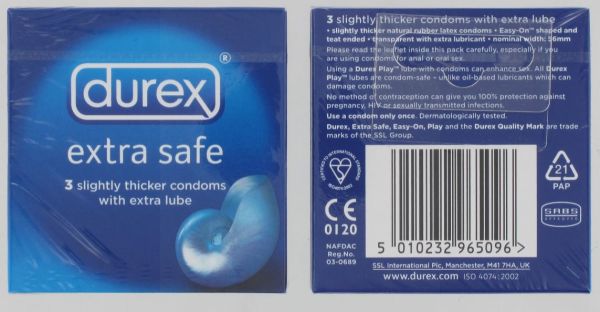 durex®
extra safe
3 slightly thicker condoms
with extra lube
3 slightly thicker condoms with extra lube
• slightly thicker natural rubber latex condoms • Easy-On™ shaped and
teat ended • transparent with extra lubricant • nominal width: 56mm
Please read the leaflet inside this pack carefully, especially if you
are using condoms for anal or oral sex.
Using a Durex Play™ lube with condoms can enhance sex. All Durex
Play™ lubes are condom-safe – unlike oil-based lubricants which can
damage condoms.
No method of contraception can give you 100% protection against
pregnancy, HIV or sexually transmitted infections.
Use a condom only once. Dermatologically tested.
Durex, Extra Safe, Easy-On, Play and the Durex Quality Mark are trade
marks of the SSL Group.
CERTIFIED TO INTERNATIONAL STANDARD
ISO4074:2002
CE
0120
NAFDAC
Reg.No.
03-0689
5 010232 965096 >
21
PAP
SABS
SSL International Plc, Manchester, M41 7HA, UK
www.durex.com ISO 4074:2002